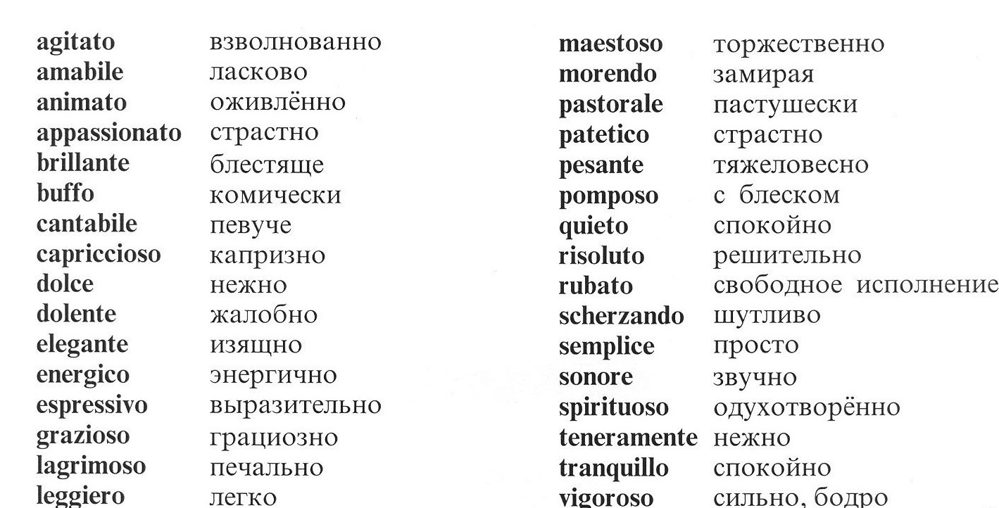 agitato взволнованно
amabile ласково
animato оживлённо
appassionato страстно
brillante блестяще
buffo комически
cantabile певуче
capriccioso капризно
dolce нежно
dolente жалобно
elegante изящно
energico энергично
espressivo выразительно
grazioso грациозно
lagrimoso печально
leggiero легко
maestoso торжественно
morendo замирая
pastorale пастушески
patetico страстно
pesante тяжеловесно
pomposo с блеском
quieto спокойно
risoluto решительно
rubato свободное исполнение
scherzando шутливо
semplice просто
sonore звучно
spirituoso одухотворённо
teneramente нежно
tranquillo спокойно
vigoroso сильно, бодро